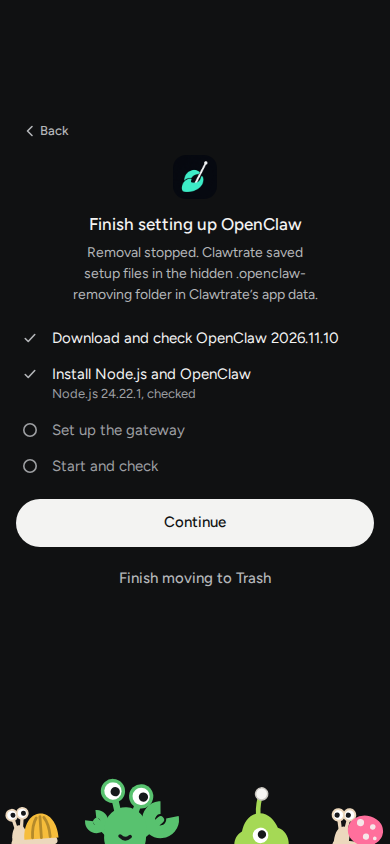 Back
Finish setting up OpenClaw
Removal stopped. Clawtrate saved
setup files in the hidden .openclaw-
removing folder in Clawtrate's app data.
Download and check OpenClaw 2026.11.10
Install Node.js and OpenClaw
Node.js 24.22.1, checked
Set up the gateway
Start and check
Continue
Finish moving to Trash